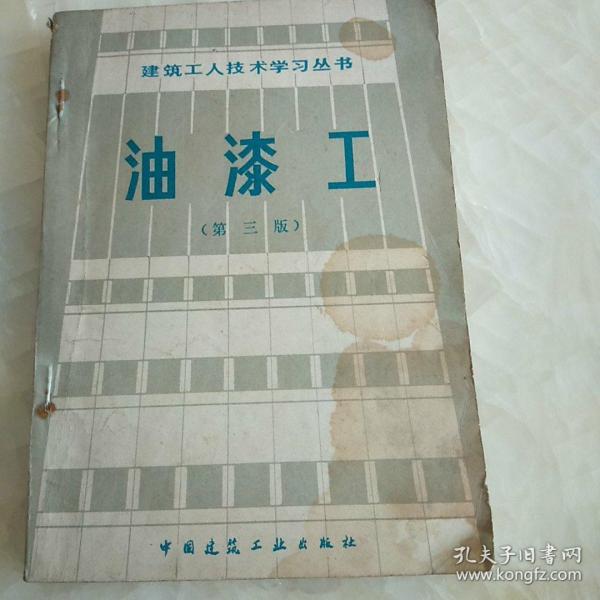 建筑工人技术学习丛书
油漆工
（第三版）
中国建筑工业出版社
孔夫子旧书网
www.kongfz.com